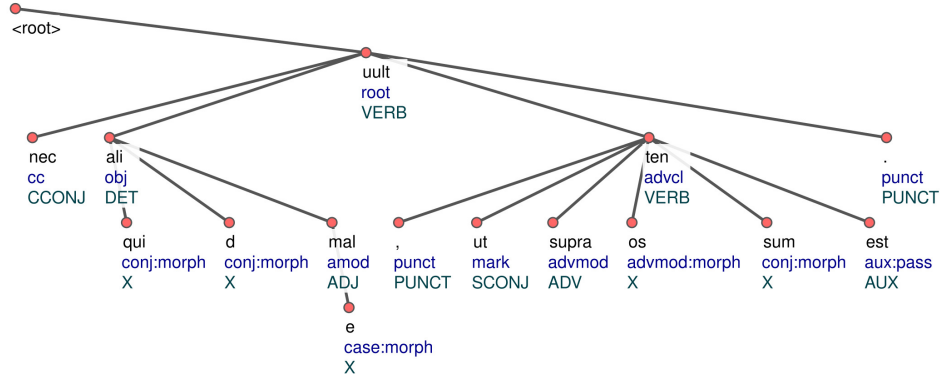 <root>
uult
root
VERB
nec ali ten .
cc obj advcl punct
CCONJ DET VERB PUNCT
qui d mal , ut supra os sum est
conj:morph conj:morph amod punct mark advmod advmod:morph conj:morph aux:pass
X X ADJ PUNCT SCONJ ADV X X AUX
e
case:morph
X